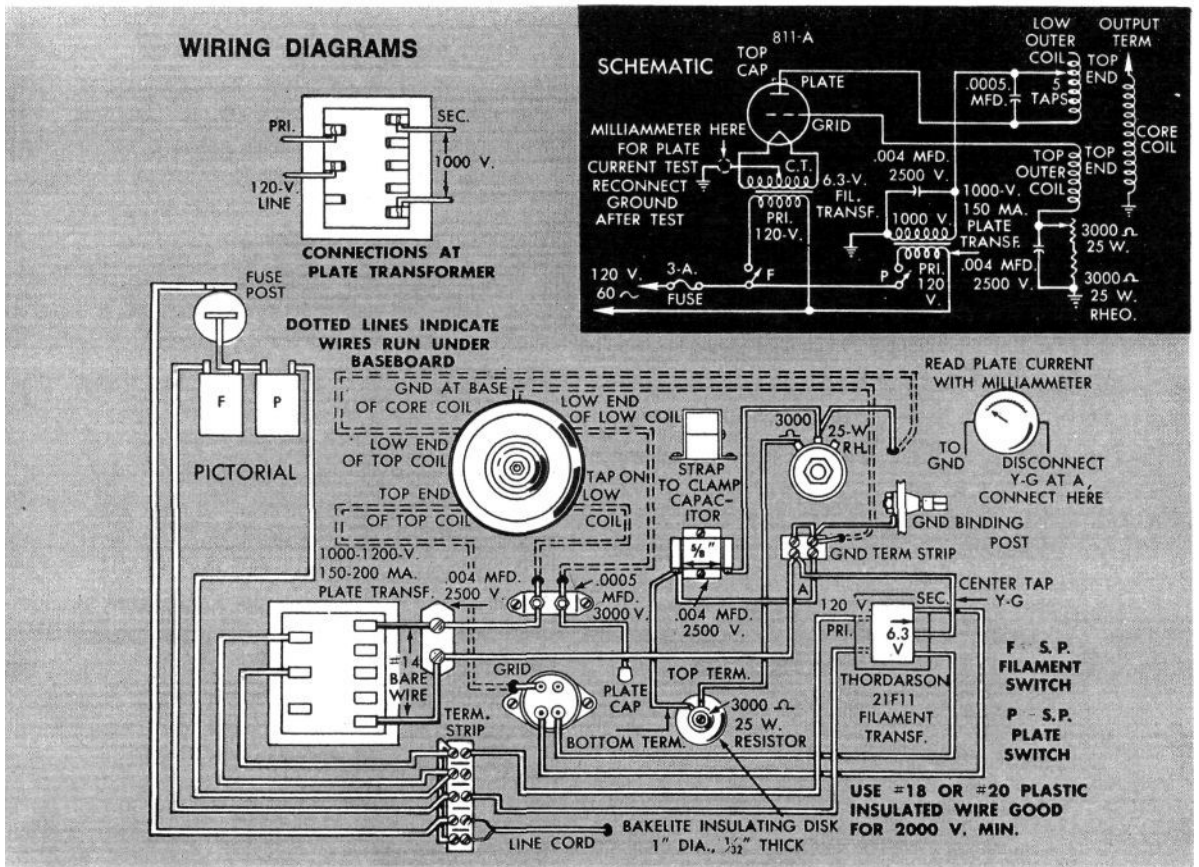 WIRING DIAGRAMS
PRI.
120-V.
LINE
SEC.
1000 V.
CONNECTIONS AT
PLATE TRANSFORMER
SCHEMATIC
811-A
TOP
CAP
PLATE
GRID
MILLIAMMETER HERE
FOR PLATE
CURRENT TEST
RECONNECT
GROUND
AFTER TEST
C.T.
6.3-V.
FIL.
TRANSF.
PRI.
120-V.
120 V.
60 ~
3-A.
FUSE
F
P
.004 MFD.
2500 V.
1000 V.
PRI.
120
V.
1000-V.
150 MA.
PLATE
TRANSF.
.004 MFD.
2500 V.
LOW
OUTER
COIL
5
TAPS
.0005
MFD.
TOP
OUTER
COIL
OUTPUT
TERM
TOP
END
TOP
END
CORE
COIL
3000 Ω
25 W.
3000 Ω
25 W.
RHEO.
FUSE
POST
DOTTED LINES INDICATE
WIRES RUN UNDER
BASEBOARD
F
P
PICTORIAL
GND AT BASE
OF CORE COIL
LOW END
OF LOW COIL
LOW END
OF TOP COIL
TAP ON
LOW
COIL
TOP END
OF TOP COIL
STRAP
TO CLAMP
CAPAC-
ITOR
5/8"
.004 MFD.
2500 V.
3000
Ω
25-W.
RH.
READ PLATE CURRENT
WITH MILLIAMMETER
TO
GND
DISCONNECT
Y-G AT A,
CONNECT HERE
GND BINDING
POST
GND TERM STRIP
A
CENTER TAP
Y-G
1000-1200-V.
150-200 MA.
PLATE TRANSF.
.004 MFD.
2500 V.
.0005
MFD.
3000 V.
#14
BARE
WIRE
TERM.
STRIP
GRID
PLATE
CAP
TOP TERM.
BOTTOM TERM.
3000 Ω
25 W.
RESISTOR
120 V.
PRI.
SEC.
6.3
V
THORDARSON
21F11
FILAMENT
TRANSF.
F - S.P.
FILAMENT
SWITCH
P - S.P.
PLATE
SWITCH
USE #18 OR #20 PLASTIC
INSULATED WIRE GOOD
FOR 2000 V. MIN.
LINE CORD
BAKELITE INSULATING DISK
1" DIA., 1/32" THICK